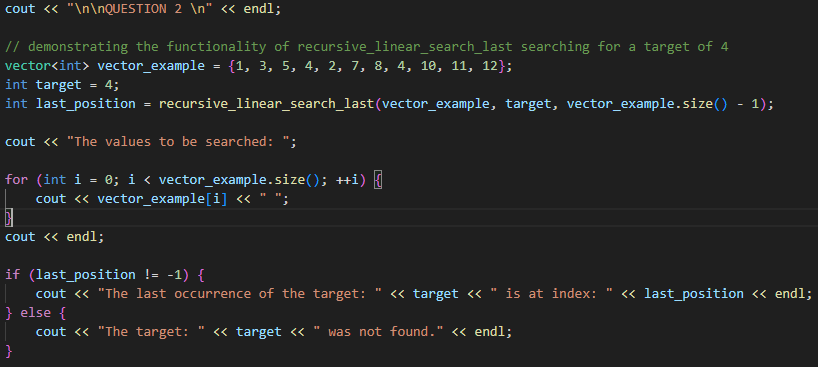 cout << "\n\nQUESTION 2 \n" << endl;
// demonstrating the functionality of recursive_linear_search_last searching for a target of 4
vector<int> vector_example = {1, 3, 5, 4, 2, 7, 8, 4, 10, 11, 12};
int target = 4;
int last_position = recursive_linear_search_last(vector_example, target, vector_example.size() - 1);
cout << "The values to be searched: ";
for (int i = 0; i < vector_example.size(); ++i) {
cout << vector_example[i] << " ";
}
cout << endl;
if (last_position != -1) {
cout << "The last occurrence of the target: " << target << " is at index: " << last_position << endl;
} else {
cout << "The target: " << target << " was not found." << endl;
}